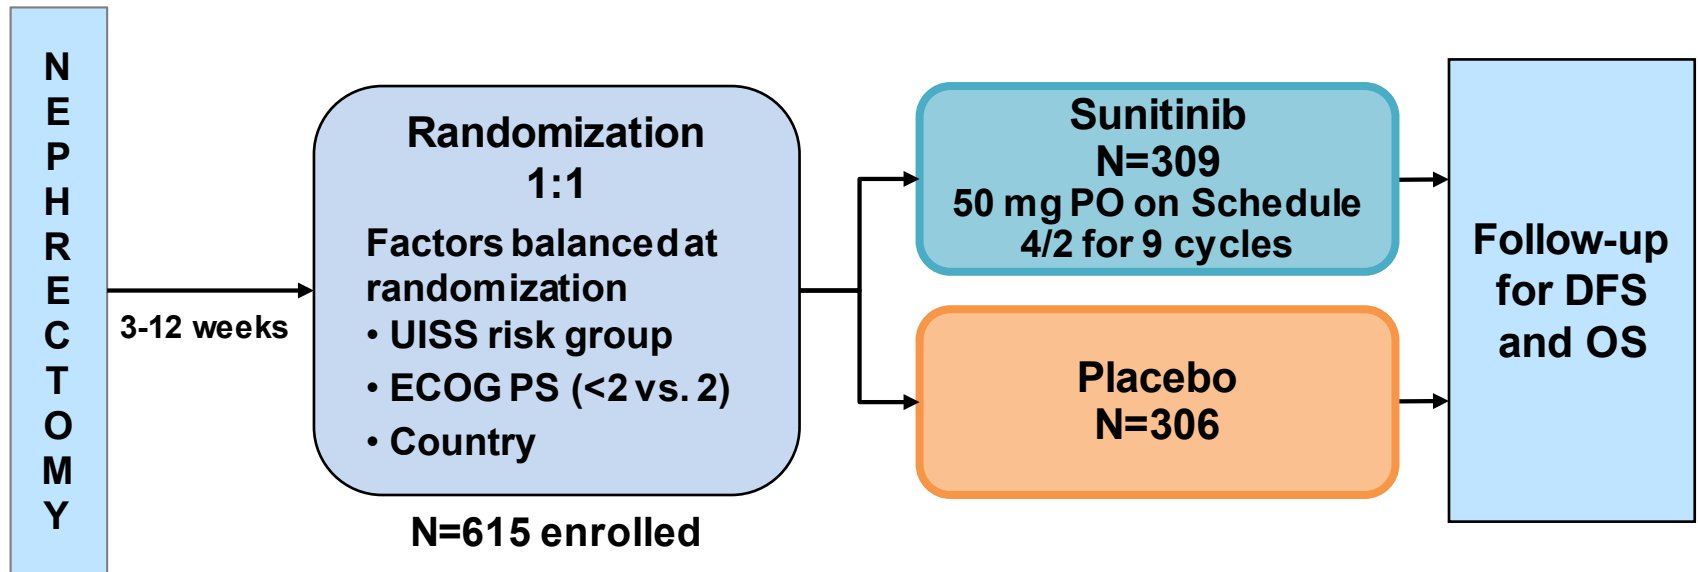 NEPHRECTOMY
3-12 weeks
Randomization
1:1
Factors balanced at
randomization
• UISS risk group
• ECOG PS (<2 vs. 2)
• Country
N=615 enrolled
Sunitinib
N=309
50 mg PO on Schedule
4/2 for 9 cycles
Placebo
N=306
Follow-up
for DFS
and OS